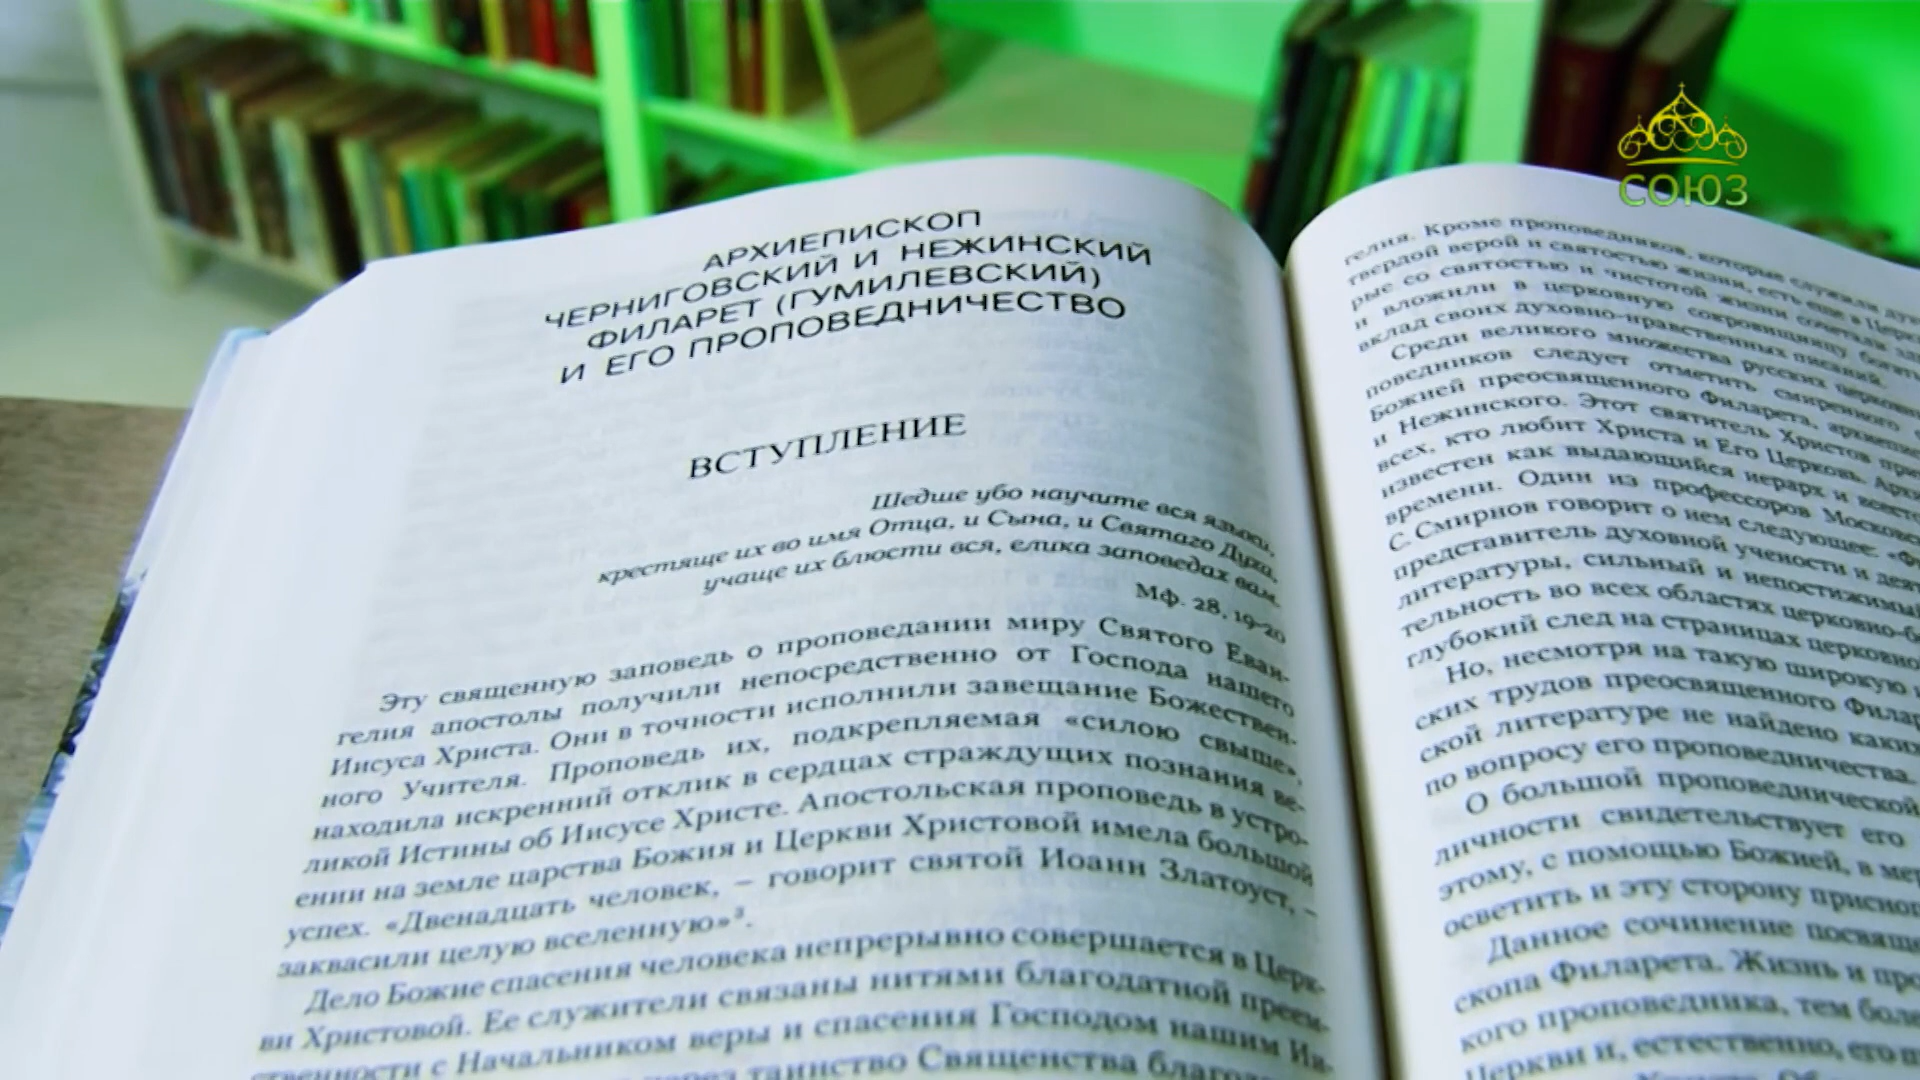 СОЮЗ
АРХИЕПИСКОП
ЧЕРНИГОВСКИЙ И НЕЖИНСКИЙ
ФИЛАРЕТ (ГУМИЛЕВСКИЙ)
И ЕГО ПРОПОВЕДНИЧЕСТВО
ВСТУПЛЕНИЕ
Шедше убо научите вся языки,
крестяще их во имя Отца, и Сына, и Святаго Духа,
учаще их блюсти вся, елика заповедах вам.
Мф. 28, 19-20
Эту священную заповедь о проповедании миру Святого Еван-
гелия апостолы получили непосредственно от Господа нашего
Иисуса Христа. Они в точности исполнили завещание Божествен-
ного Учителя. Проповедь их, подкрепляемая «силою свыше»,
находила искренний отклик в сердцах страждущих познания ве-
ликой Истины об Иисусе Христе. Апостольская проповедь в устро-
ении на земле царства Божия и Церкви Христовой имела большой
успех. «Двенадцать человек, – говорит святой Иоанн Златоуст, –
заквасили целую вселенную»³.
Дело Божие спасения человека непрерывно совершается в Церк-
ви Христовой. Ее служители связаны нитями благодатной преем-
ственности с Начальником веры и спасения Господом нашим Ии-
через таинство Священства
гелия. Кроме проповедников, которые служили
твердой верой и святостью жизни, есть еще в
рые со святостью и чистотой жизни сочетали
и вложили в церковную сокровищницу
вклад своих духовно-нравственных писаний.
Среди великого множества русских
поведников следует отметить смиренного
Божией преосвященного Филарета,
и Нежинского. Этот святитель Христов
всех, кто любит Христа и Его Церковь.
известен как выдающийся иерарх и
времени. Один из профессоров
С. Смирнов говорит о нем следующее:
представитель духовной учености и
литературы, сильный и непостижимый
тельность во всех областях
глубокий след на страницах
Но, несмотря на такую широкую
ских трудов преосвященного
ской литературе не найдено каких
по вопросу его проповедничества.
О большой проповеднической
личности свидетельствует его
этому, с помощью Божией, в
осветить и эту сторону
Данное сочинение
скопа Филарета. Жизнь и
кого проповедника, тем
Церкви и, естественно, его